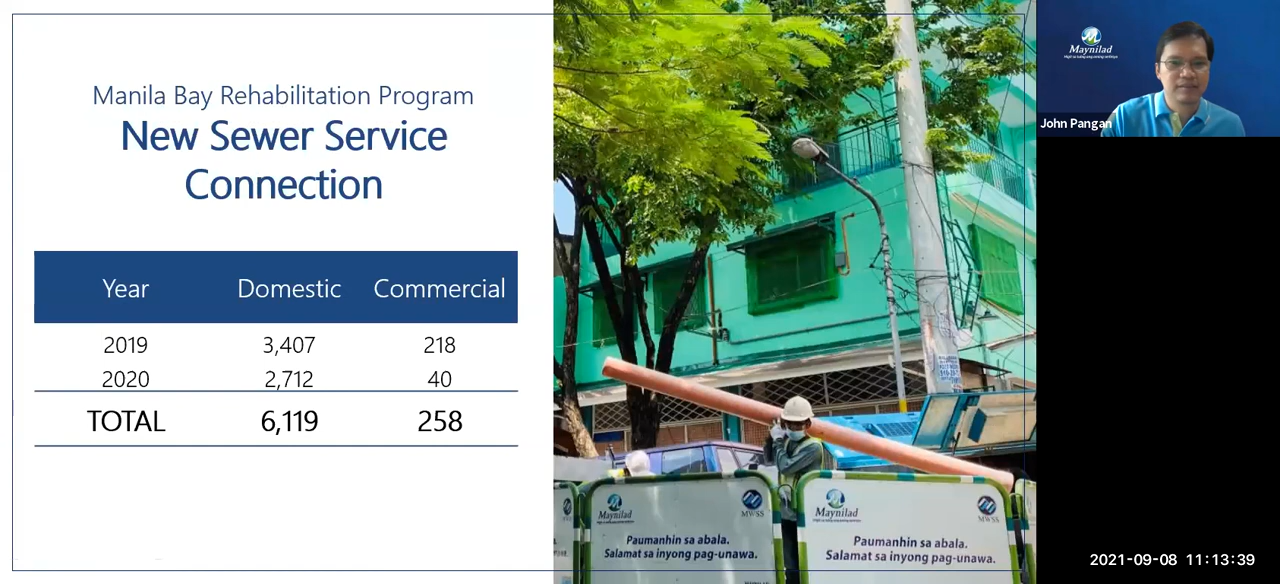 Manila Bay Rehabilitation Program
New Sewer Service
Connection
Year Domestic Commercial
2019 3,407 218
2020 2,712 40
TOTAL 6,119 258
Maynilad
John Pangan
Maynilad
MWSS
Paumanhin sa abala.
Salamat sa inyong pag-unawa.
Maynilad
MWSS
Paumanhin sa abala.
Salamat sa inyong pag-unawa.
2021-09-08 11:13:39